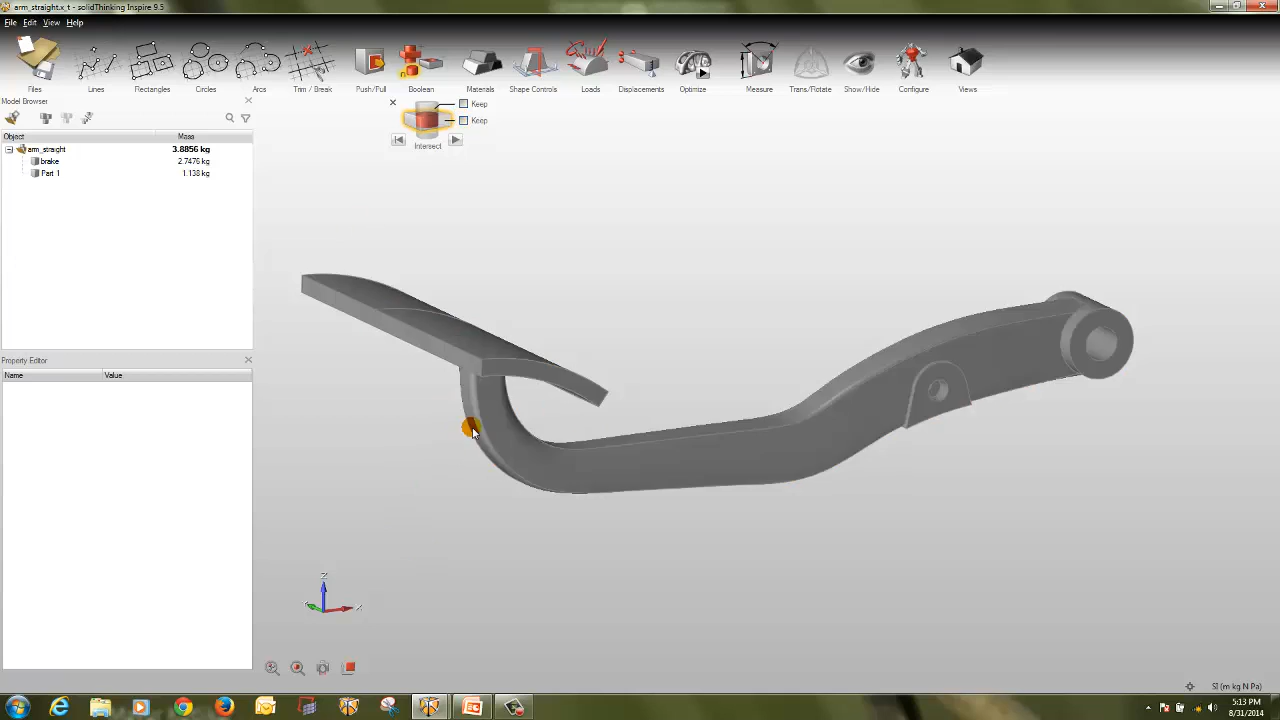 arm_straight.x_t - solidThinking Inspire 9.5
File Edit View Help
Files Lines Rectangles Circles Arcs Trim / Break Push/Pull Boolean Materials Shape Controls Loads Displacements Optimize Measure Trans/Rotate Show/Hide Configure Views
Model Browser
Keep
Keep
Intersect
Object Mass
arm_straight 3.8856 kg
brake 2.7476 kg
Part 1 1.138 kg
Property Editor
Name Value
Z
X
SI (m kg N Pa)
5:13 PM
8/31/2014